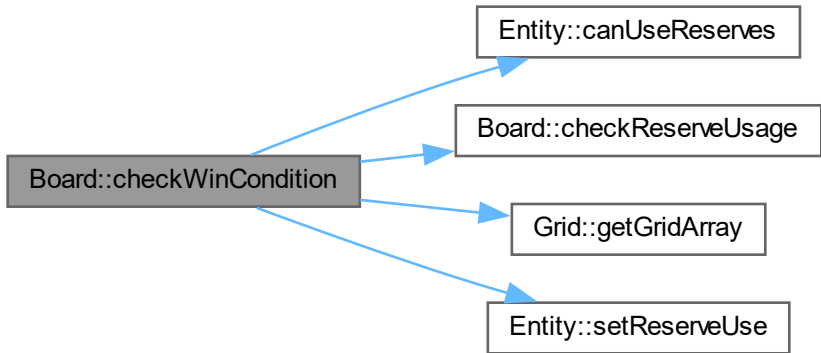 Entity::canUseReserves
Board::checkReserveUsage
Board::checkWinCondition
Grid::getGridArray
Entity::setReserveUse